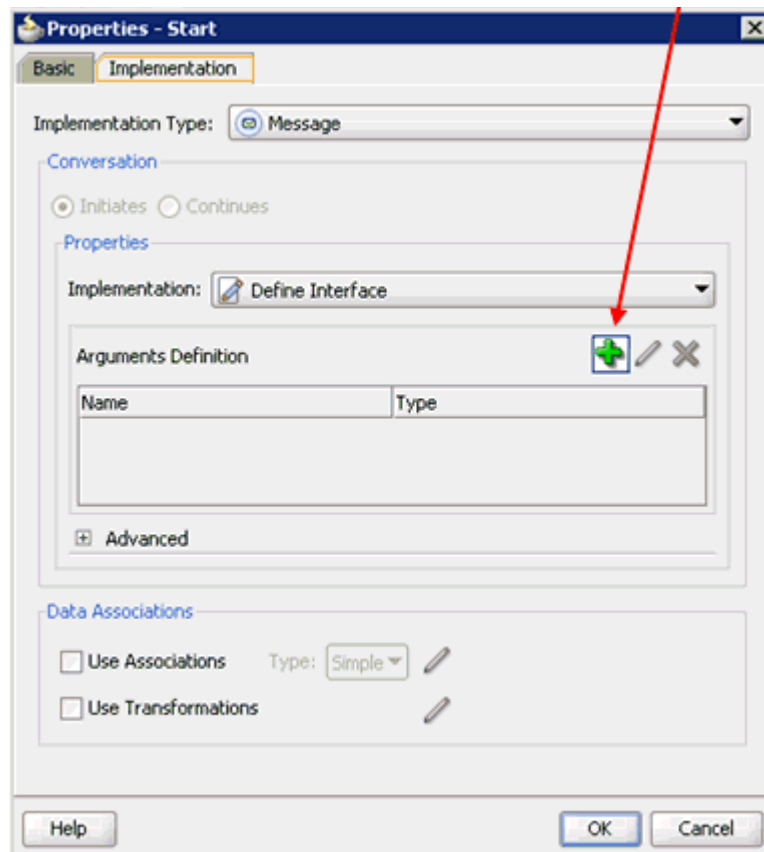 Properties - Start
Basic Implementation
Implementation Type: Message
Conversation
Initiates Continues
Properties
Implementation: Define Interface
Arguments Definition
Name Type
Advanced
Data Associations
Use Associations Type: Simple
Use Transformations
Help OK Cancel